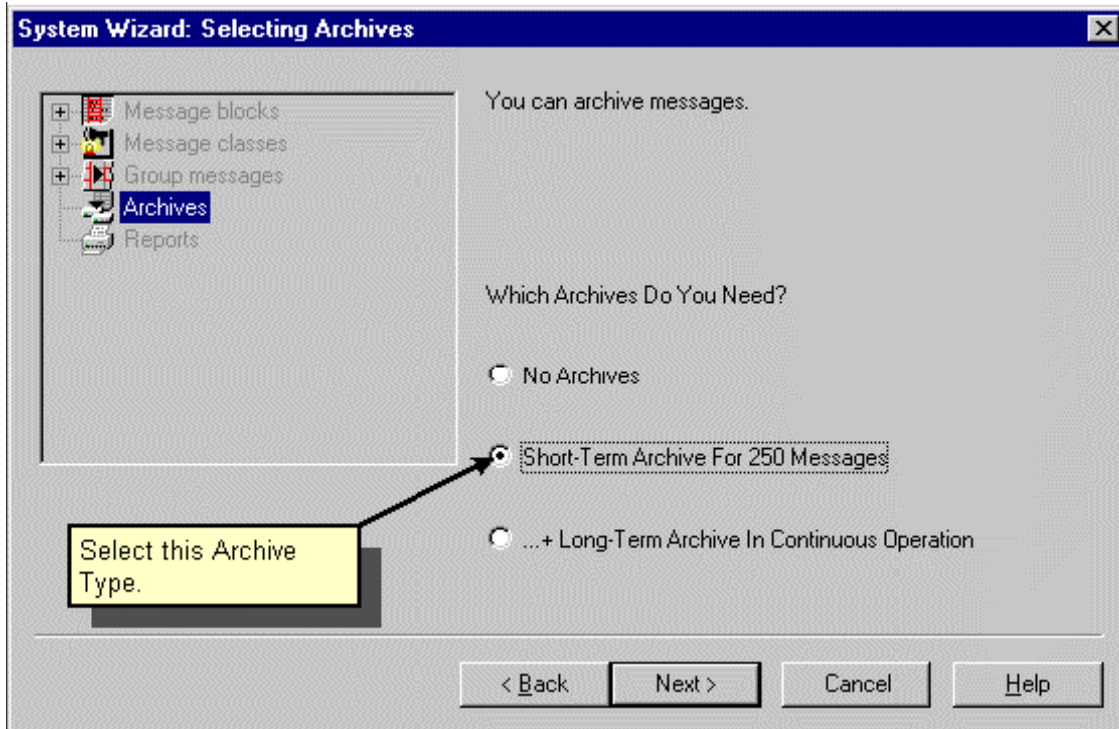 System Wizard: Selecting Archives
Message blocks
Message classes
Group messages
Archives
Reports
You can archive messages.
Which Archives Do You Need?
No Archives
Short-Term Archive For 250 Messages
...+ Long-Term Archive In Continuous Operation
Select this Archive
Type.
< Back
Next >
Cancel
Help